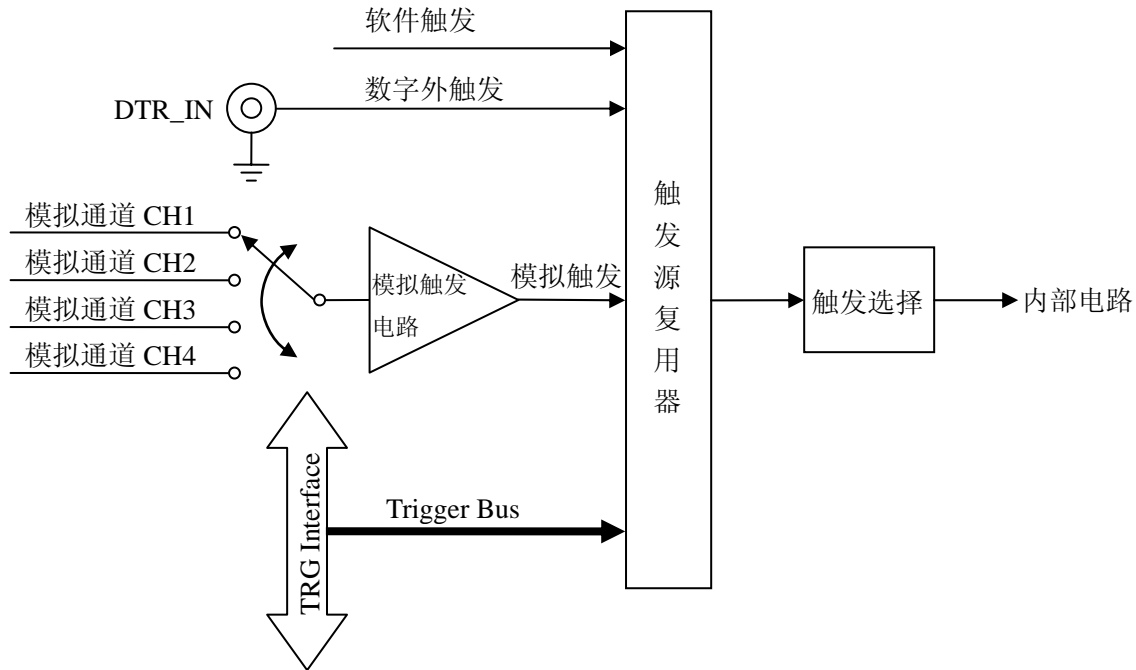 软件触发
数字外触发
DTR_IN
模拟通道 CH1
模拟通道 CH2
模拟通道 CH3
模拟通道 CH4
模拟触发
电路
模拟触发
触
发
源
复
用
器
触发选择
内部电路
TRG Interface
Trigger Bus